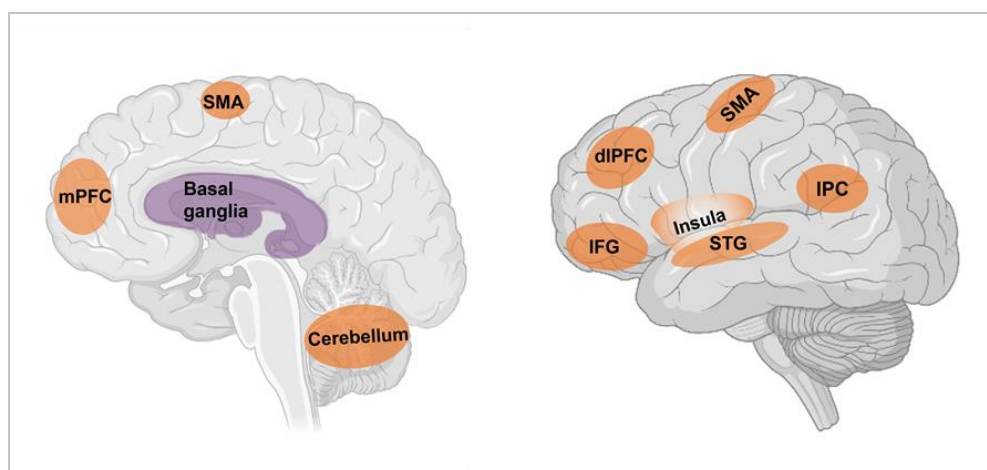 SMA
mPFC
Basal
ganglia
Cerebellum
SMA
dlPFC
IPC
Insula
IFG
STG